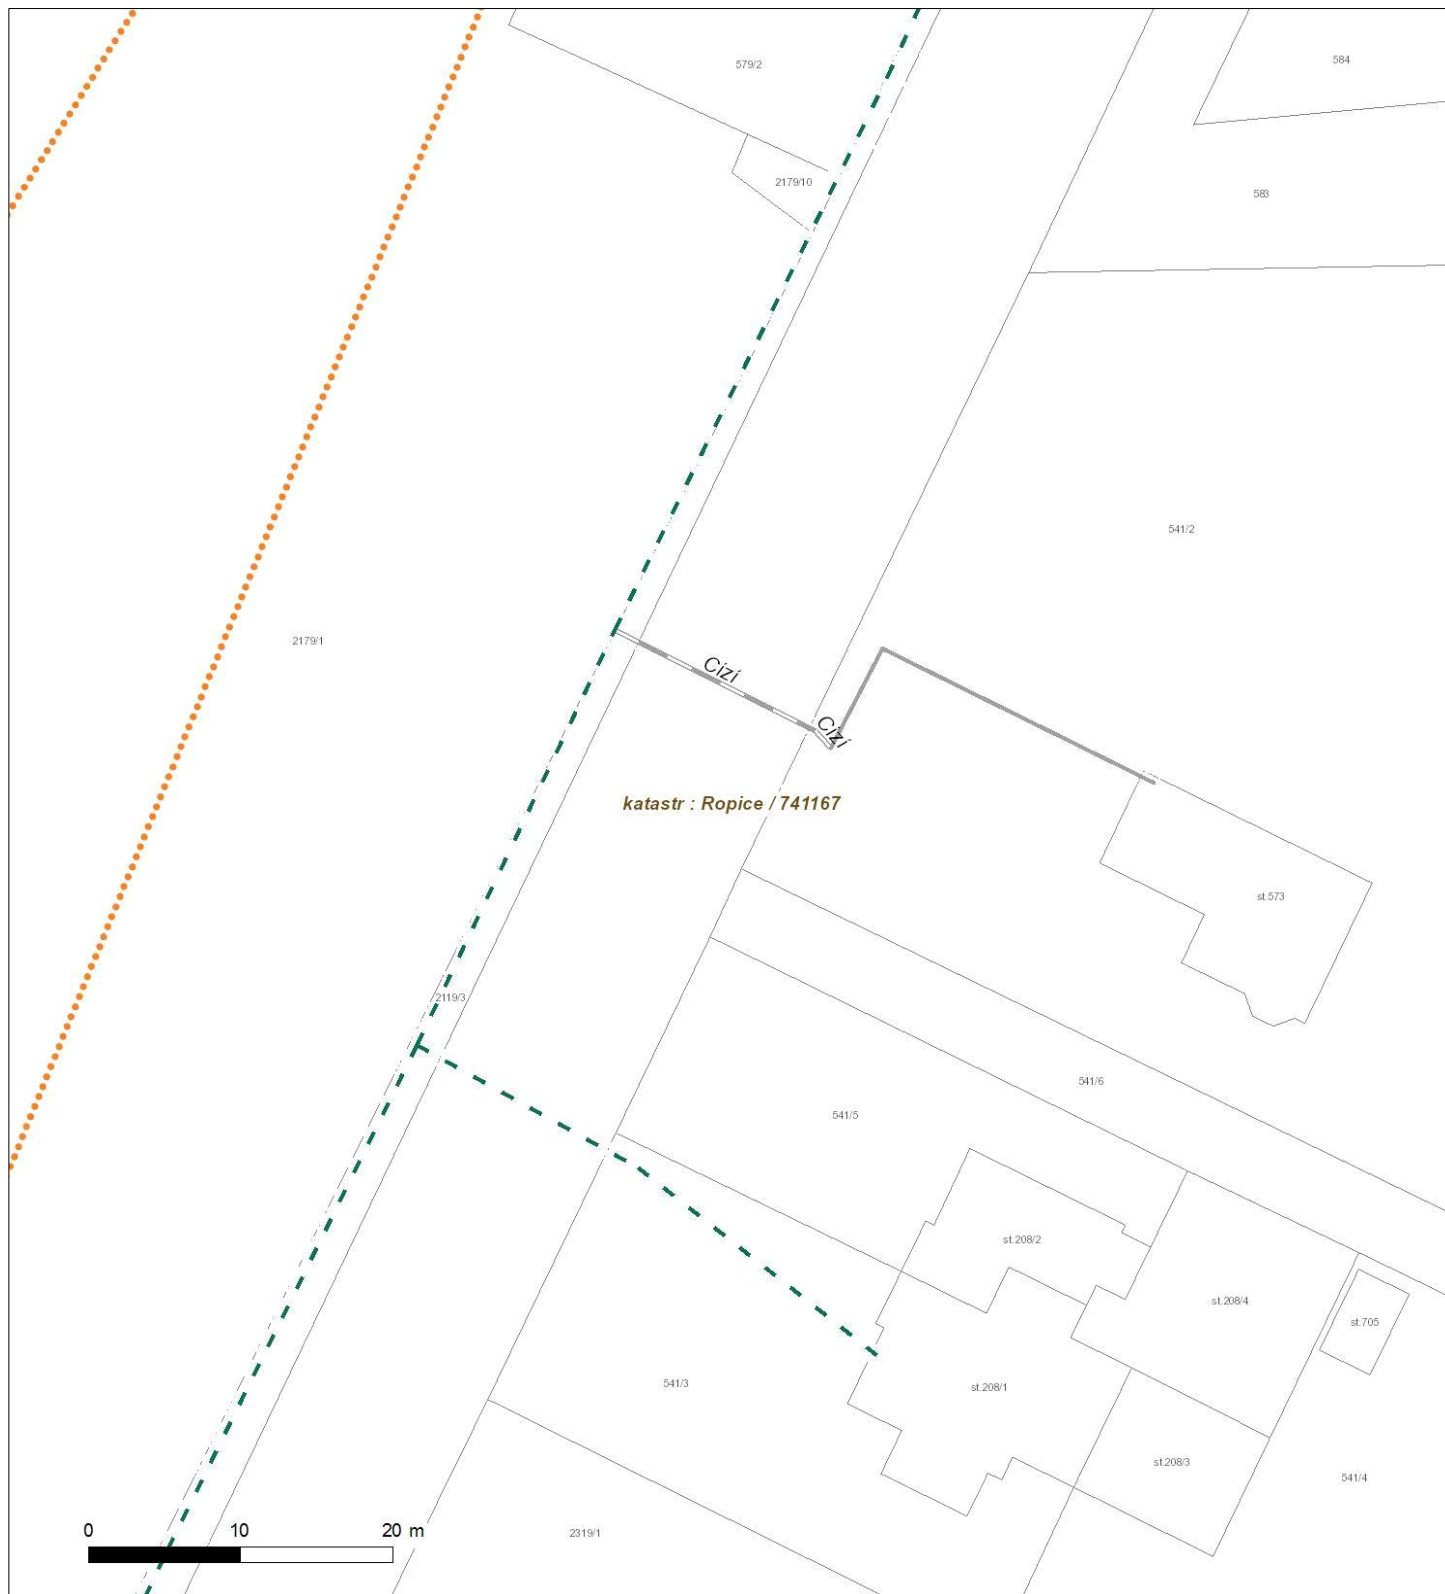 579/2
584
2179/10
583
541/2
2179/1
Cizí
Cizí
katastr : Ropice / 741167
st.573
2119/3
541/6
541/5
st.208/2
st.208/4
st.705
541/3
st.208/1
st.208/3
541/4
0 10 20 m
2319/1